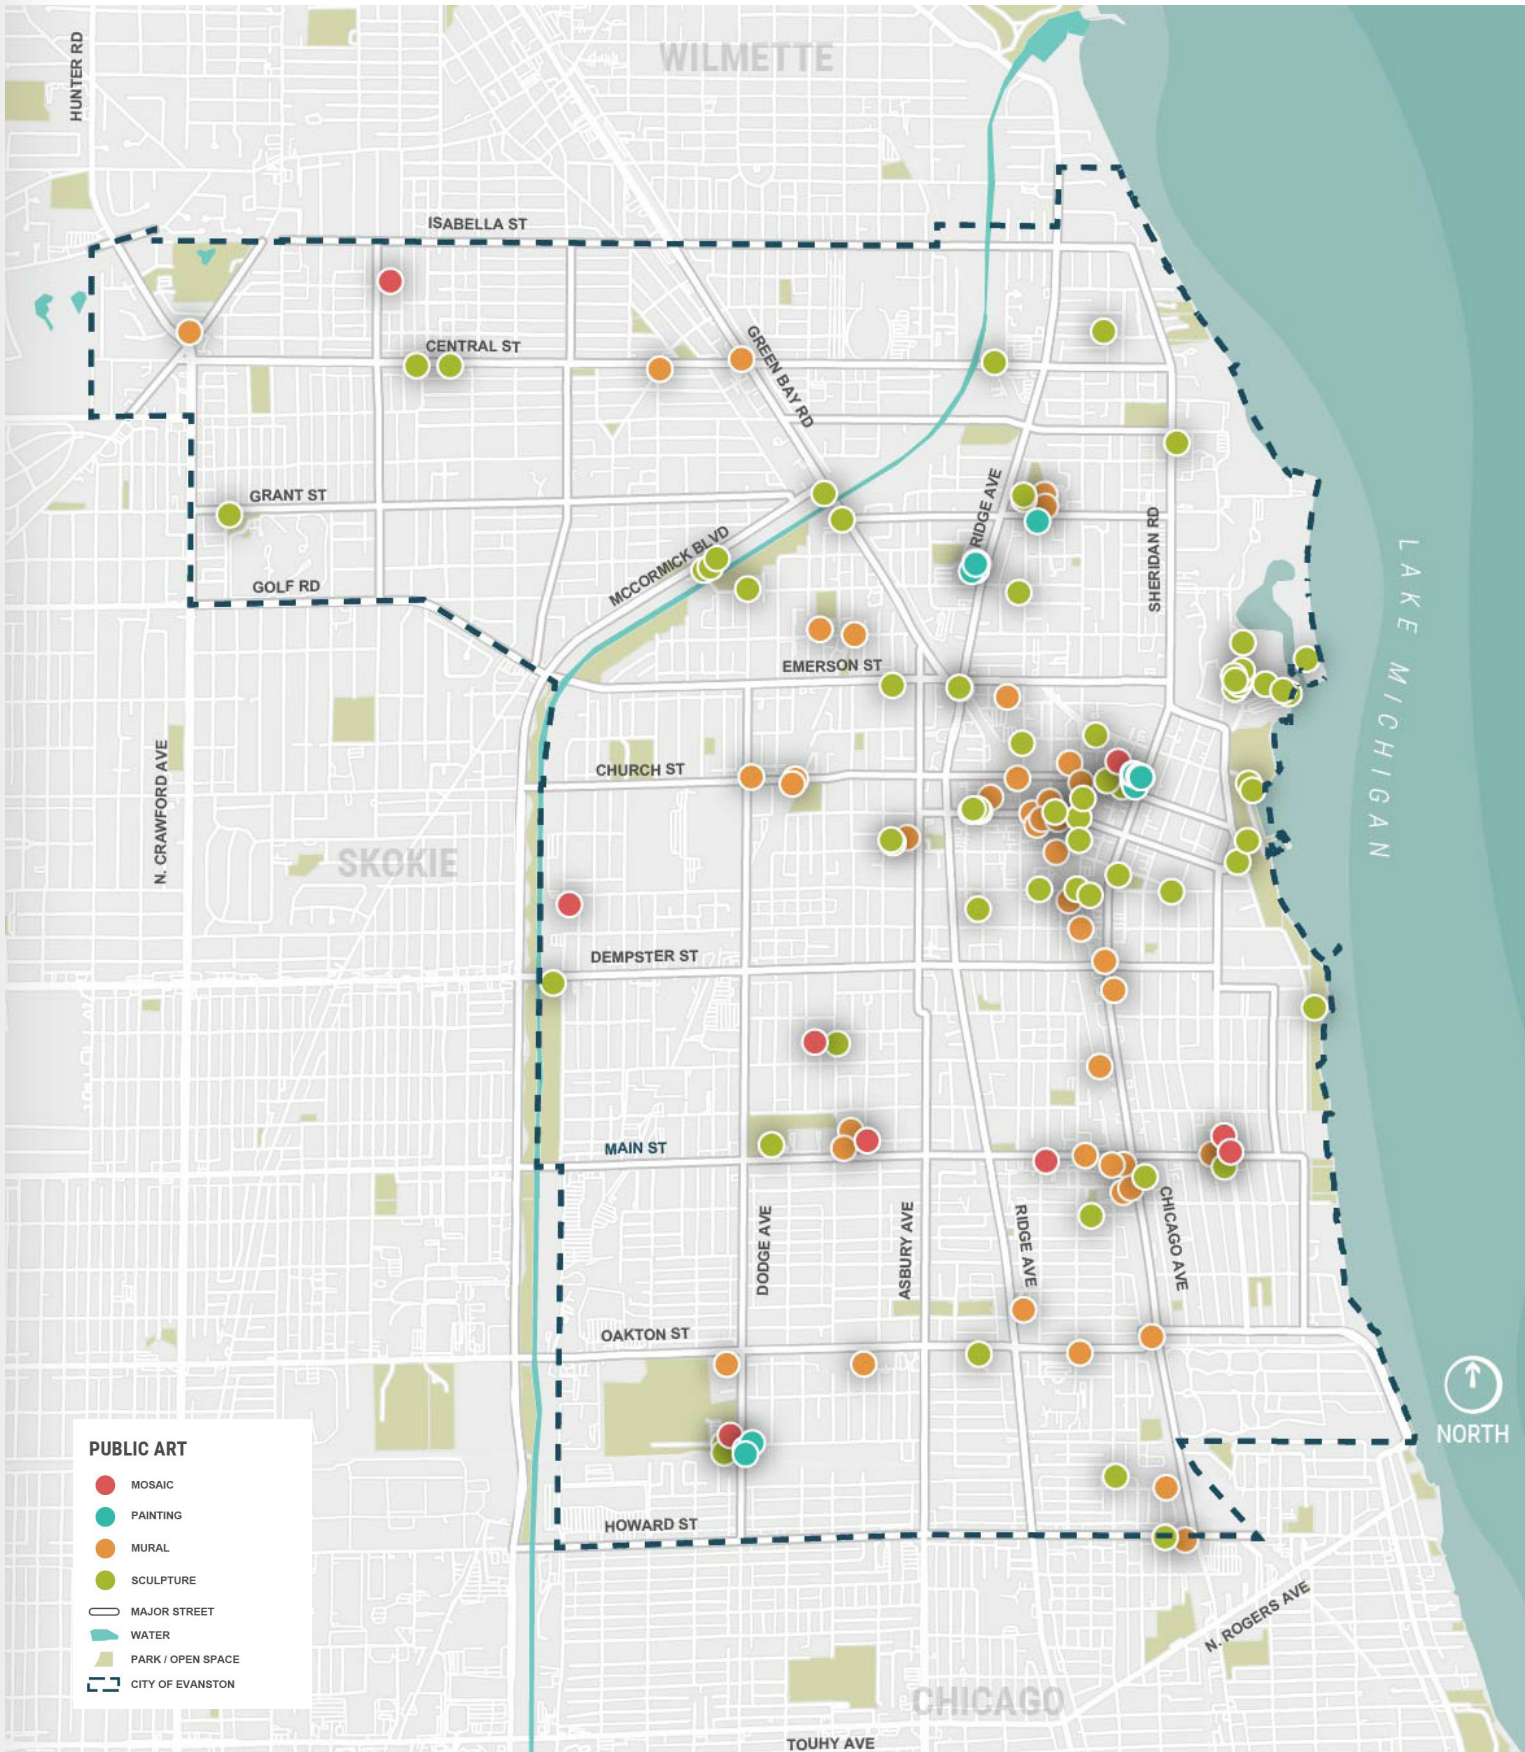 HUNTER RD
WILMETTE
ISABELLA ST
CENTRAL ST
GREEN BAY RD
GRANT ST
RIDGE AVE
MCCORMICK BLVD
SHERIDAN RD
GOLF RD
LAKE MICHIGAN
EMERSON ST
N. CRAWFORD AVE
CHURCH ST
SKOKIE
DEMPSTER ST
MAIN ST
DODGE AVE
ASBURY AVE
RIDGE AVE
CHICAGO AVE
OAKTON ST
NORTH
HOWARD ST
N. ROGERS AVE
CHICAGO
TOUHY AVE
PUBLIC ART
MOSAIC
PAINTING
MURAL
SCULPTURE
MAJOR STREET
WATER
PARK / OPEN SPACE
CITY OF EVANSTON